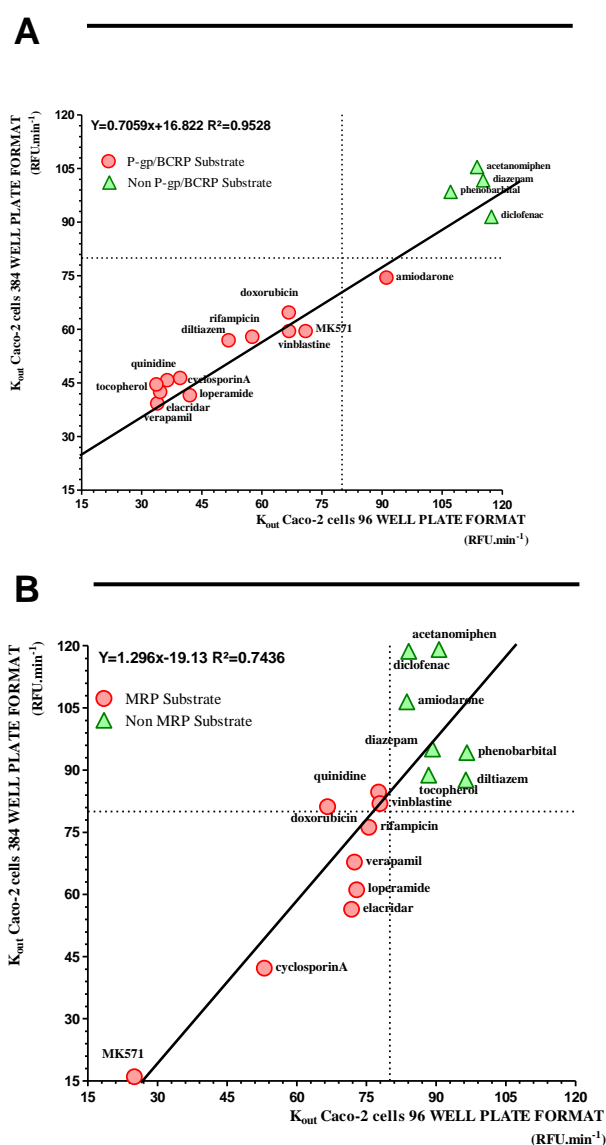 A
Y=0.7059x+16.822 R²=0.9528
P-gp/BCRP Substrate
Non P-gp/BCRP Substrate
K_out Caco-2 cells 384 WELL PLATE FORMAT
(RFU.min⁻¹)
120
105
90
75
60
45
30
15
acetanomiphen
diazepam
phenobarbital
diclofenac
amiodarone
doxorubicin
rifampicin
MK571
diltiazem
vinblastine
quinidine
cyclosporinA
tocopherol
loperamide
elacridar
verapamil
15 30 45 60 75 90 105 120
K_out Caco-2 cells 96 WELL PLATE FORMAT
(RFU.min⁻¹)
B
Y=1.296x-19.13 R²=0.7436
MRP Substrate
Non MRP Substrate
K_out Caco-2 cells 384 WELL PLATE FORMAT
(RFU.min⁻¹)
120
105
90
75
60
45
30
15
acetanomiphen
diclofenac
amiodarone
diazepam
phenobarbital
quinidine
diltiazem
tocopherol
vinblastine
doxorubicin
rifampicin
verapamil
loperamide
elacridar
cyclosporinA
MK571
15 30 45 60 75 90 105 120
K_out Caco-2 cells 96 WELL PLATE FORMAT
(RFU.min⁻¹)